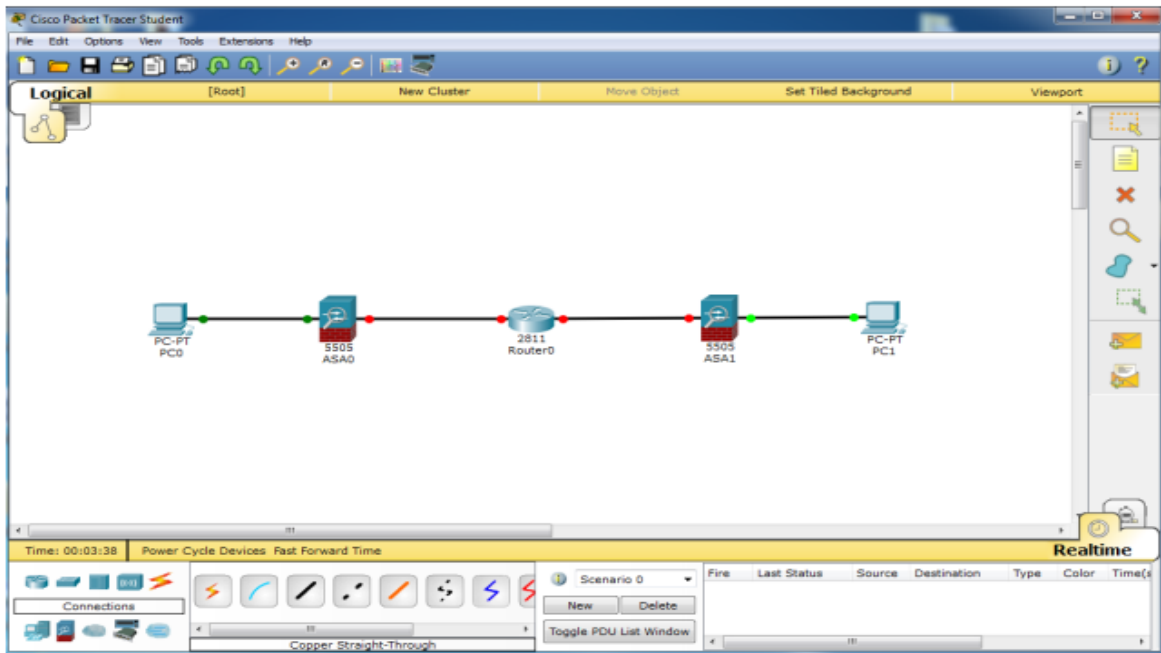 Cisco Packet Tracer Student
File Edit Options View Tools Extensions Help
Logical [Root] New Cluster Move Object Set Tiled Background Viewport
PC-PT
PC0
5505
ASA0
2811
Router0
5505
ASA1
PC-PT
PC1
Time: 00:03:38 Power Cycle Devices Fast Forward Time Realtime
Connections
Copper Straight-Through
Scenario 0
New Delete
Toggle PDU List Window
Fire Last Status Source Destination Type Color Time(s